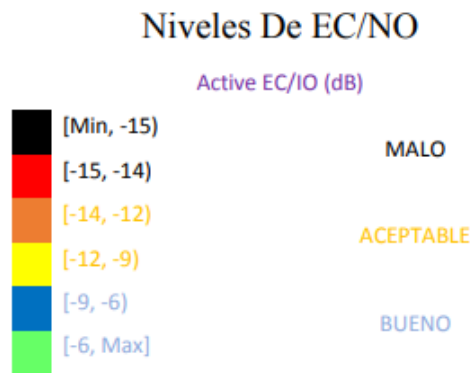 Niveles De EC/NO
Active EC/IO (dB)
[Min, -15)
MALO
[-15, -14)
[-14, -12)
ACEPTABLE
[-12, -9)
[-9, -6)
BUENO
[-6, Max]